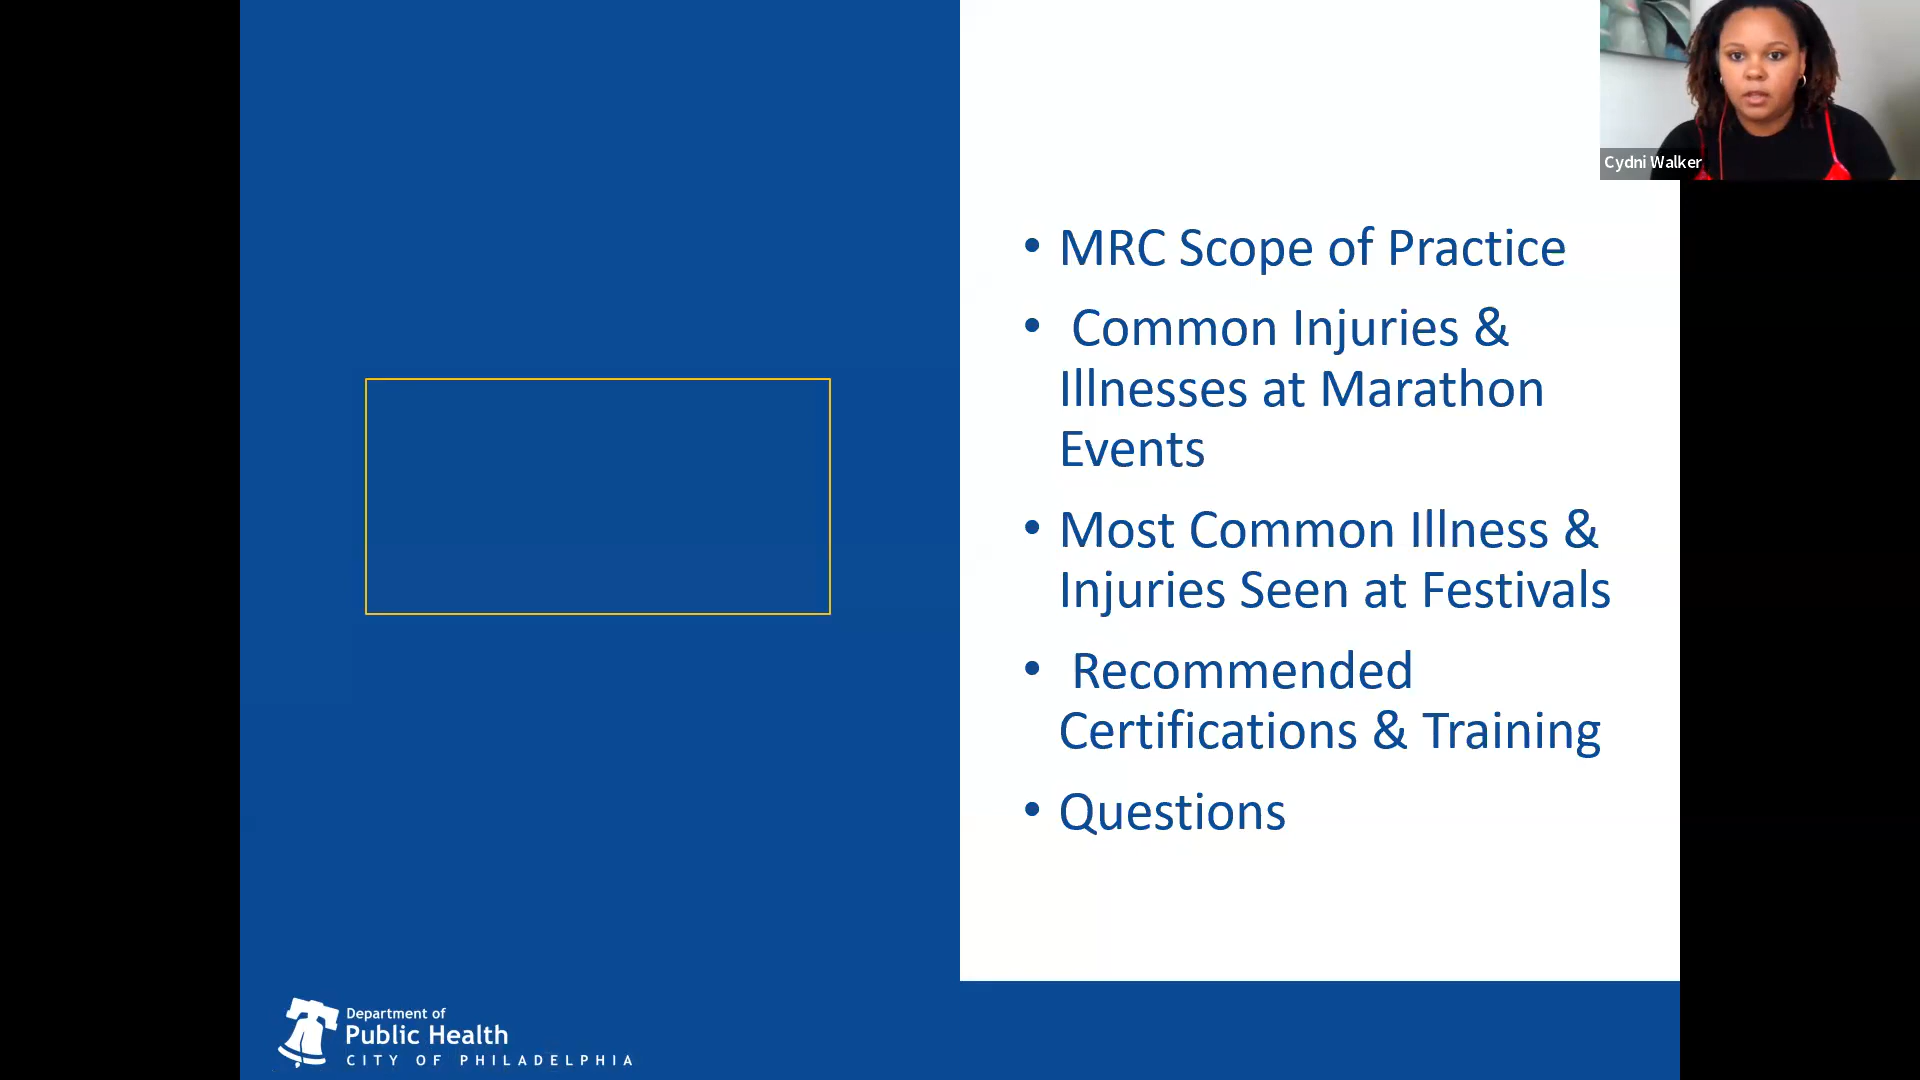 Cydni Walker
• MRC Scope of Practice
• Common Injuries &
Illnesses at Marathon
Events
• Most Common Illness &
Injuries Seen at Festivals
• Recommended
Certifications & Training
• Questions
Department of
Public Health
CITY OF PHILADELPHIA